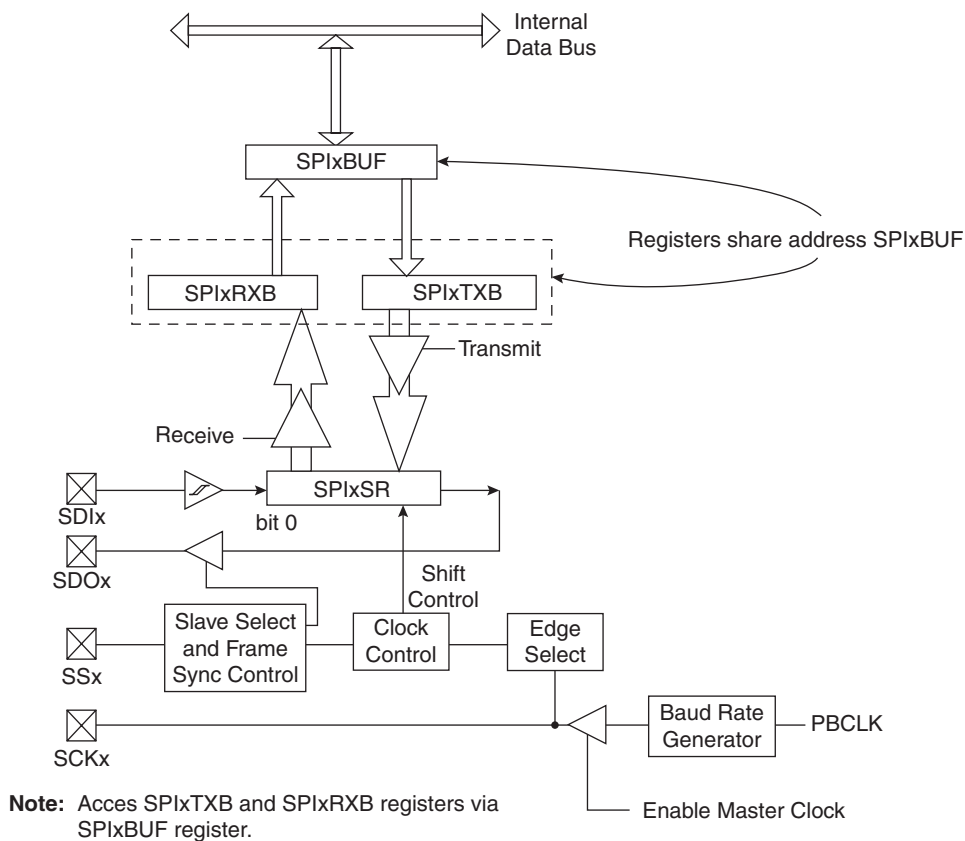 Internal
Data Bus
SPIxBUF
Registers share address SPIxBUF
SPIxRXB
SPIxTXB
Transmit
Receive
SPIxSR
SDIx
bit 0
SDOx
Shift
Control
Slave Select
and Frame
Sync Control
Clock
Control
Edge
Select
SSx
Baud Rate
Generator
PBCLK
SCKx
Enable Master Clock
Note: Acces SPIxTXB and SPIxRXB registers via
SPIxBUF register.